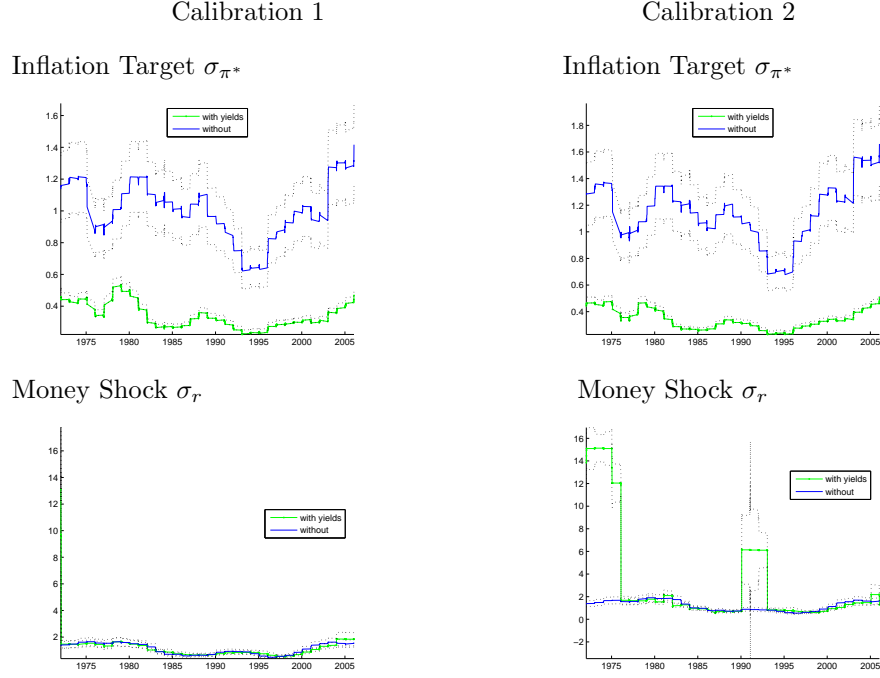 Calibration 1 Calibration 2
Inflation Target σπ* Inflation Target σπ*
with yields
without
1.6
1.4
1.2
1
0.8
0.6
0.4
1975 1980 1985 1990 1995 2000 2005
with yields
without
1.8
1.6
1.4
1.2
1
0.8
0.6
0.4
1975 1980 1985 1990 1995 2000 2005
Money Shock σr Money Shock σr
16
14
12
10
8
6
4
2
with yields
without
1975 1980 1985 1990 1995 2000 2005
16
14
12
10
8
6
4
2
0
−2
with yields
without
1975 1980 1985 1990 1995 2000 2005